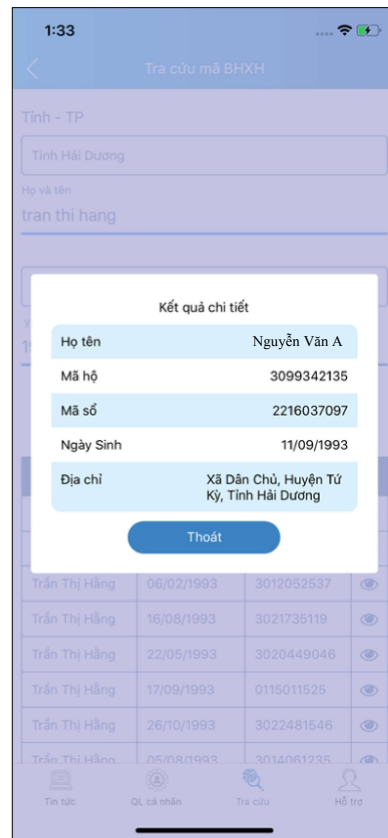 1:33
Tra cứu mã BHXH
Tỉnh - TP
Tỉnh Hải Dương
Họ và tên
tran thi hang
Kết quả chi tiết
Họ tên Nguyễn Văn A
Mã hộ 3099342135
Mã số 2216037097
Ngày Sinh 11/09/1993
Địa chỉ Xã Dân Chủ, Huyện Tứ
Kỳ, Tỉnh Hải Dương
Thoát
Trần Thị Hằng 06/02/1993 3012052537
Trần Thị Hằng 16/08/1993 3021735119
Trần Thị Hằng 22/05/1993 3020449046
Trần Thị Hằng 17/09/1993 0115011525
Trần Thị Hằng 26/10/1993 3022481546
Trần Thị Hằng 05/08/1993 3014061235
Tin tức QL cá nhân Tra cứu Hỗ trợ